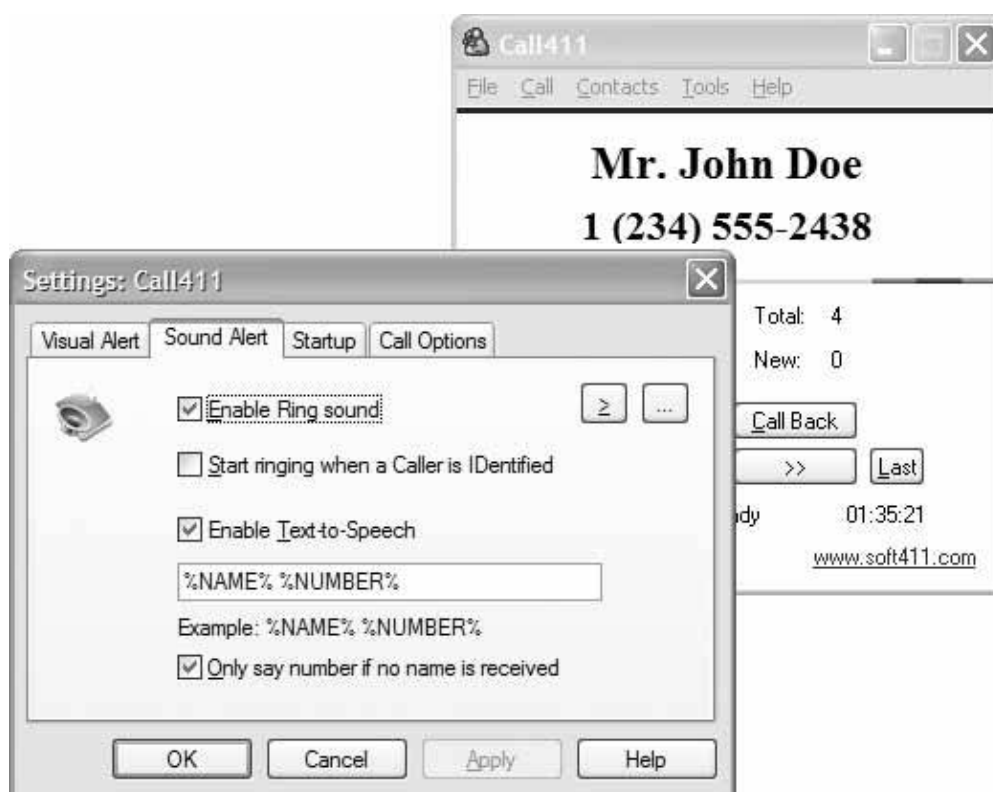 Call411
File Call Contacts Tools Help
Mr. John Doe
1 (234) 555-2438
Total: 4
New: 0
Call Back
>> Last
dy 01:35:21
www.soft411.com
Settings: Call411
Visual Alert Sound Alert Startup Call Options
Enable Ring sound ≥ ...
Start ringing when a Caller is IDentified
Enable Text-to-Speech
%NAME% %NUMBER%
Example: %NAME% %NUMBER%
Only say number if no name is received
OK Cancel Apply Help